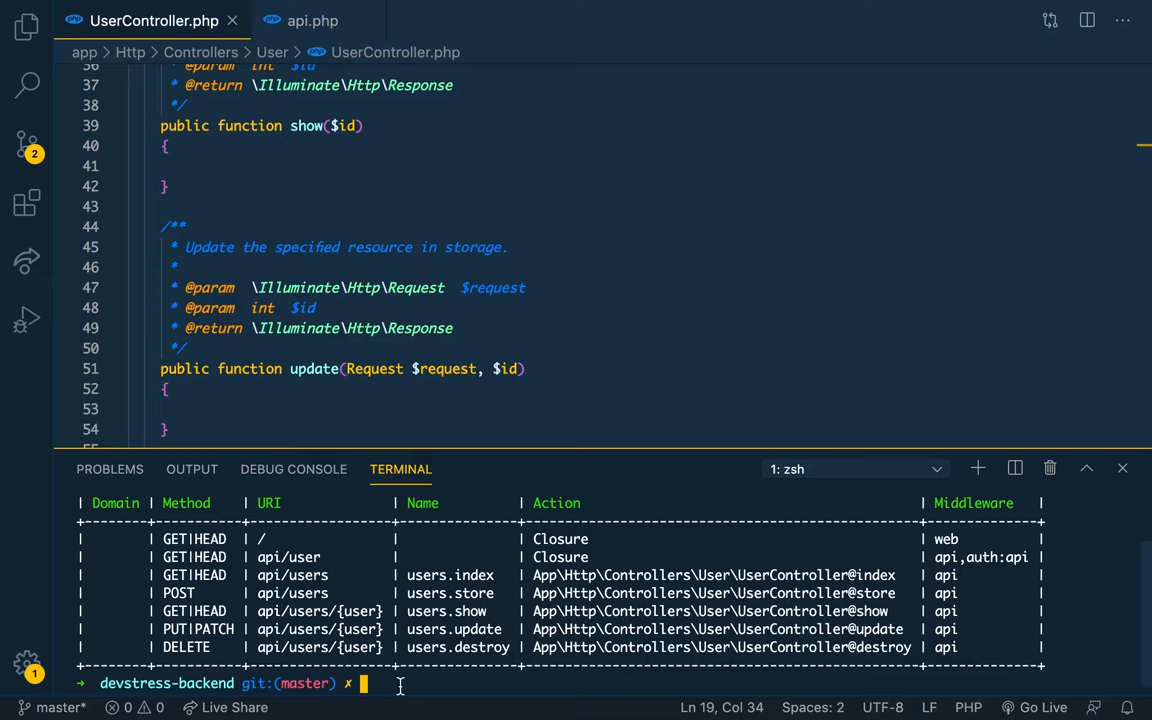 UserController.php api.php
app > Http > Controllers > User > UserController.php
36 * @param int $id
37 * @return \Illuminate\Http\Response
38 */
39 public function show($id)
40 {
41
42 }
43
44 /**
45 * Update the specified resource in storage.
46 *
47 * @param \Illuminate\Http\Request $request
48 * @param int $id
49 * @return \Illuminate\Http\Response
50 */
51 public function update(Request $request, $id)
52 {
53
54 }
55
2
PROBLEMS OUTPUT DEBUG CONSOLE TERMINAL 1: zsh
| Domain | Method | URI | Name | Action | Middleware |
+--------+----------+------------------+---------------+------------------------------------------------+--------------+
| | GET|HEAD | / | | Closure | web |
| | GET|HEAD | api/user | | Closure | api,auth:api |
| | GET|HEAD | api/users | users.index | App\Http\Controllers\User\UserController@index | api |
| | POST | api/users | users.store | App\Http\Controllers\User\UserController@store | api |
| | GET|HEAD | api/users/{user} | users.show | App\Http\Controllers\User\UserController@show | api |
| | PUT|PATCH | api/users/{user} | users.update | App\Http\Controllers\User\UserController@update | api |
| | DELETE | api/users/{user} | users.destroy | App\Http\Controllers\User\UserController@destroy | api |
+--------+----------+------------------+---------------+------------------------------------------------+--------------+
→ devstress-backend git:(master) ✗
1
master* 0 0 Live Share Ln 19, Col 34 Spaces: 2 UTF-8 LF PHP Go Live